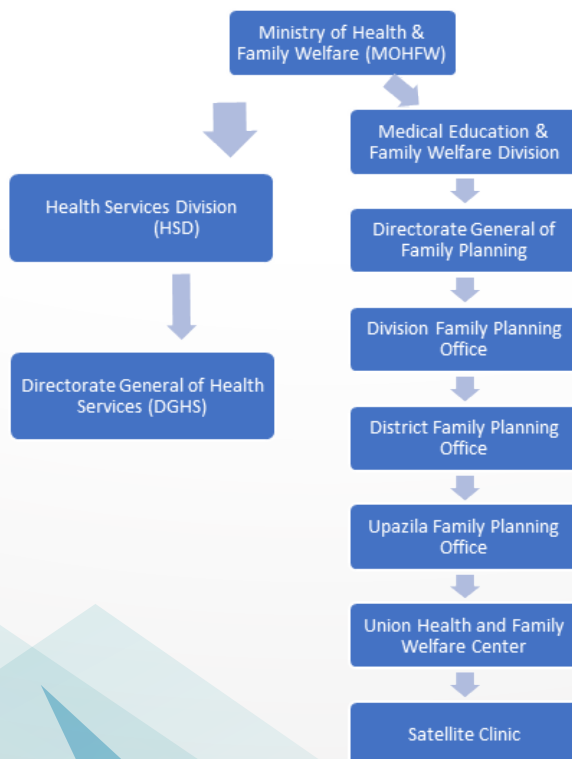 Ministry of Health &
Family Welfare (MOHFW)
Health Services Division
(HSD)
Directorate General of Health
Services (DGHS)
Medical Education &
Family Welfare Division
Directorate General of
Family Planning
Division Family Planning
Office
District Family Planning
Office
Upazila Family Planning
Office
Union Health and Family
Welfare Center
Satellite Clinic